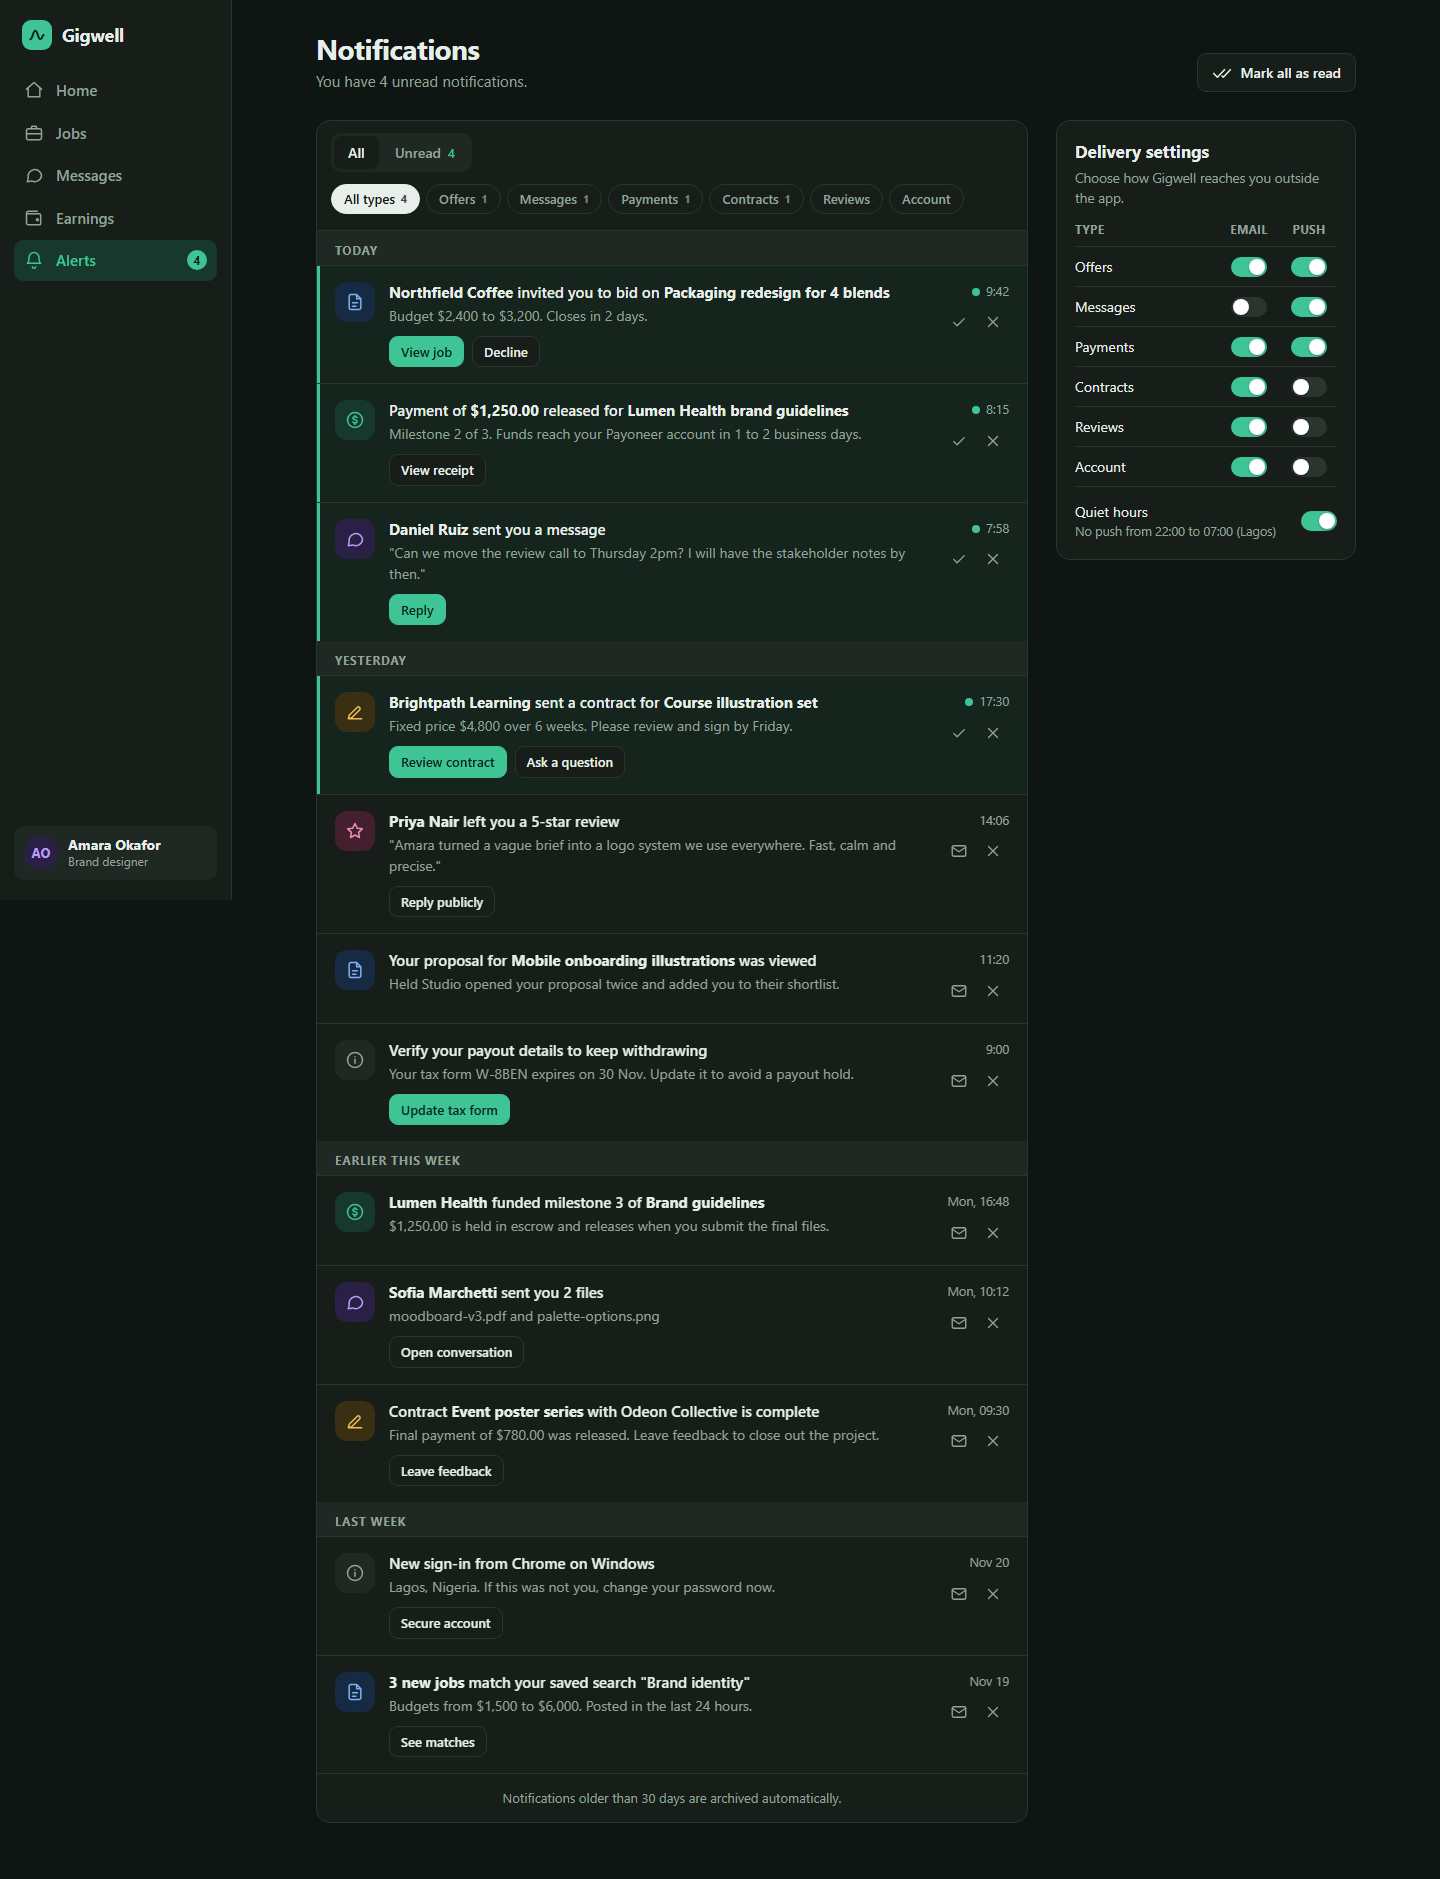 Gigwell
Home
Jobs
Messages
Earnings
Alerts 4
AO
Amara Okafor
Brand designer
Notifications
You have 4 unread notifications.
Mark all as read
All
Unread 4
All types 4
Offers 1
Messages 1
Payments 1
Contracts 1
Reviews
Account
TODAY
Northfield Coffee invited you to bid on Packaging redesign for 4 blends
9:42
Budget $2,400 to $3,200. Closes in 2 days.
View job
Decline
Payment of $1,250.00 released for Lumen Health brand guidelines
8:15
Milestone 2 of 3. Funds reach your Payoneer account in 1 to 2 business days.
View receipt
Daniel Ruiz sent you a message
7:58
"Can we move the review call to Thursday 2pm? I will have the stakeholder notes by
then."
Reply
YESTERDAY
Brightpath Learning sent a contract for Course illustration set
17:30
Fixed price $4,800 over 6 weeks. Please review and sign by Friday.
Review contract
Ask a question
Priya Nair left you a 5-star review
14:06
"Amara turned a vague brief into a logo system we use everywhere. Fast, calm and
precise."
Reply publicly
Your proposal for Mobile onboarding illustrations was viewed
11:20
Held Studio opened your proposal twice and added you to their shortlist.
Verify your payout details to keep withdrawing
9:00
Your tax form W-8BEN expires on 30 Nov. Update it to avoid a payout hold.
Update tax form
EARLIER THIS WEEK
Lumen Health funded milestone 3 of Brand guidelines
Mon, 16:48
$1,250.00 is held in escrow and releases when you submit the final files.
Sofia Marchetti sent you 2 files
Mon, 10:12
moodboard-v3.pdf and palette-options.png
Open conversation
Contract Event poster series with Odeon Collective is complete
Mon, 09:30
Final payment of $780.00 was released. Leave feedback to close out the project.
Leave feedback
LAST WEEK
New sign-in from Chrome on Windows
Nov 20
Lagos, Nigeria. If this was not you, change your password now.
Secure account
3 new jobs match your saved search "Brand identity"
Nov 19
Budgets from $1,500 to $6,000. Posted in the last 24 hours.
See matches
Notifications older than 30 days are archived automatically.
Delivery settings
Choose how Gigwell reaches you outside
the app.
TYPE EMAIL PUSH
Offers
Messages
Payments
Contracts
Reviews
Account
Quiet hours
No push from 22:00 to 07:00 (Lagos)